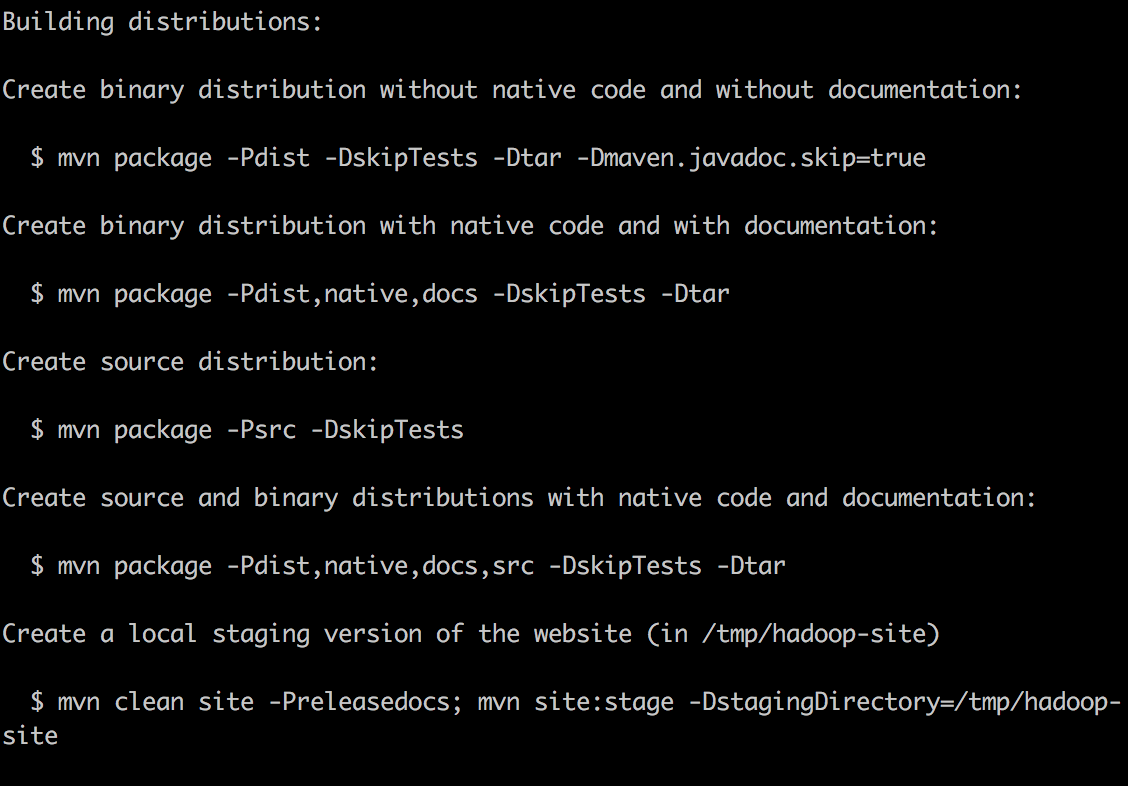 Building distributions:
Create binary distribution without native code and without documentation:
$ mvn package -Pdist -DskipTests -Dtar -Dmaven.javadoc.skip=true
Create binary distribution with native code and with documentation:
$ mvn package -Pdist,native,docs -DskipTests -Dtar
Create source distribution:
$ mvn package -Psrc -DskipTests
Create source and binary distributions with native code and documentation:
$ mvn package -Pdist,native,docs,src -DskipTests -Dtar
Create a local staging version of the website (in /tmp/hadoop-site)
$ mvn clean site -Preleasedocs; mvn site:stage -DstagingDirectory=/tmp/hadoop-
site